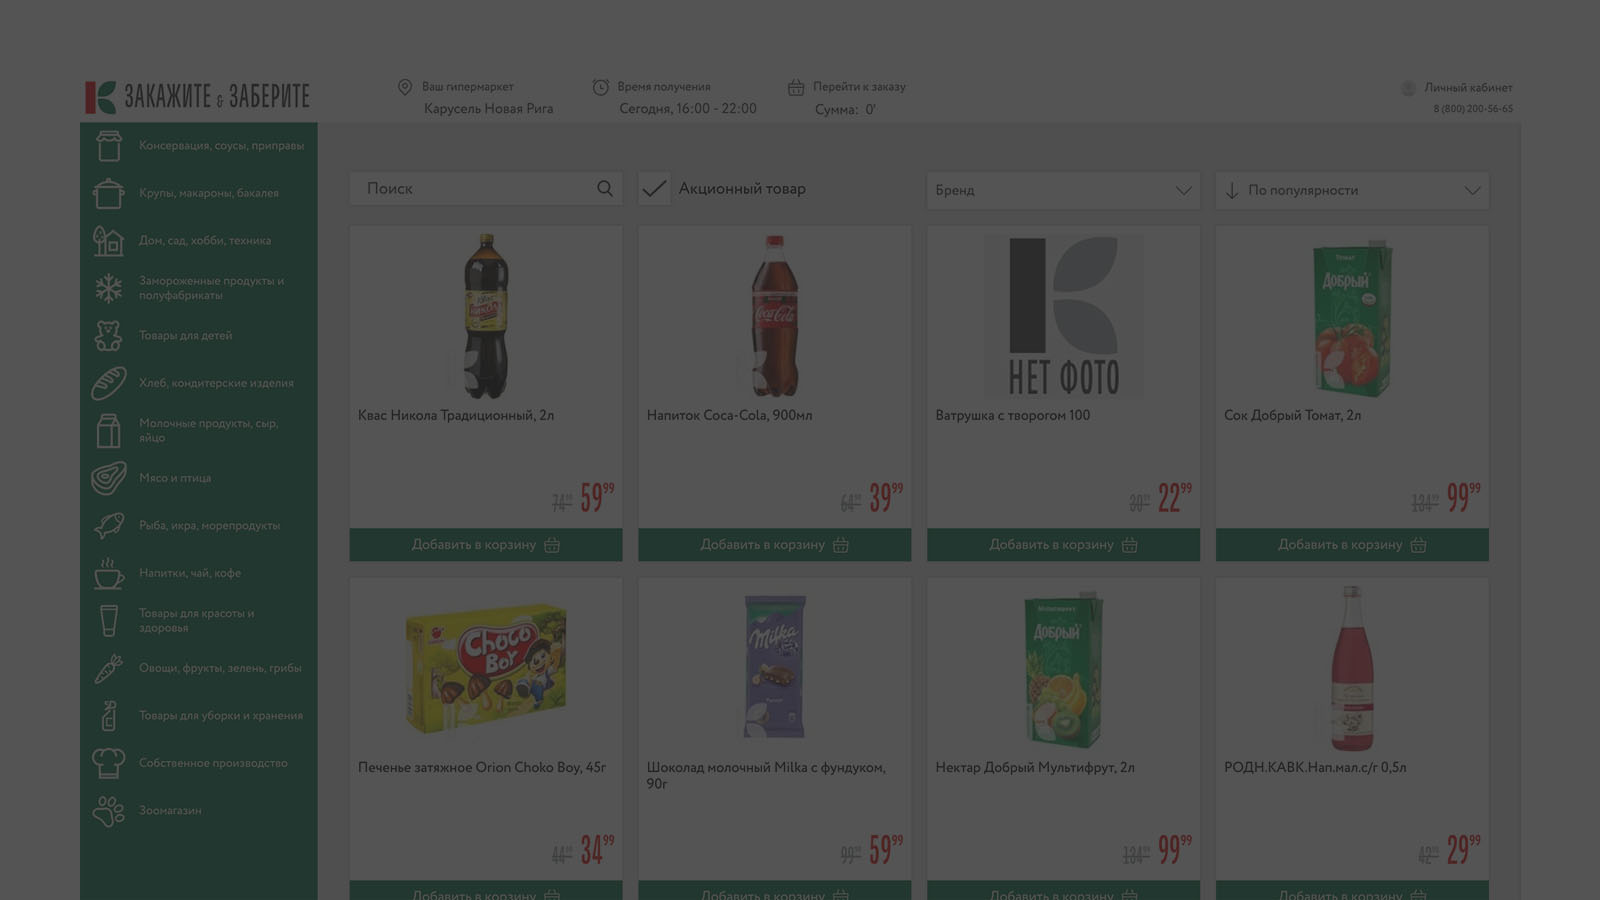 ЗАКАЖИТЕ & ЗАБЕРИТЕ
Ваш гипермаркет
Карусель Новая Рига
Время получения
Сегодня, 16:00 - 22:00
Перейти к заказу
Сумма: 0'
Личный кабинет
8 (800) 200-56-65
Консервация, соусы, приправы
Крупы, макароны, бакалея
Дом, сад, хобби, техника
Замороженные продукты и
полуфабрикаты
Товары для детей
Хлеб, кондитерские изделия
Молочные продукты, сыр,
яйцо
Мясо и птица
Рыба, икра, морепродукты
Напитки, чай, кофе
Товары для красоты и
здоровья
Овощи, фрукты, зелень, грибы
Товары для уборки и хранения
Собственное производство
Зоомагазин
Поиск
Акционный товар
Бренд
По популярности
Coca-Cola
НЕТ ФОТО
Томат
Добрый
Квас Никола Традиционный, 2л
Напиток Coca-Cola, 900мл
Ватрушка с творогом 100
Сок Добрый Томат, 2л
74 59 99
64 39 99
30 22 99
134 99 99
Добавить в корзину
Добавить в корзину
Добавить в корзину
Добавить в корзину
Choco
Boy
Milka
Добрый
Печенье затяжное Orion Choko Boy, 45г
Шоколад молочный Milka с фундуком,
90г
Нектар Добрый Мультифрут, 2л
РОДН.КАВК.Нап.мал.с/г 0,5л
44 34 99
99 59 99
134 99 99
42 29 99
Добавить в корзину
Добавить в корзину
Добавить в корзину
Добавить в корзину